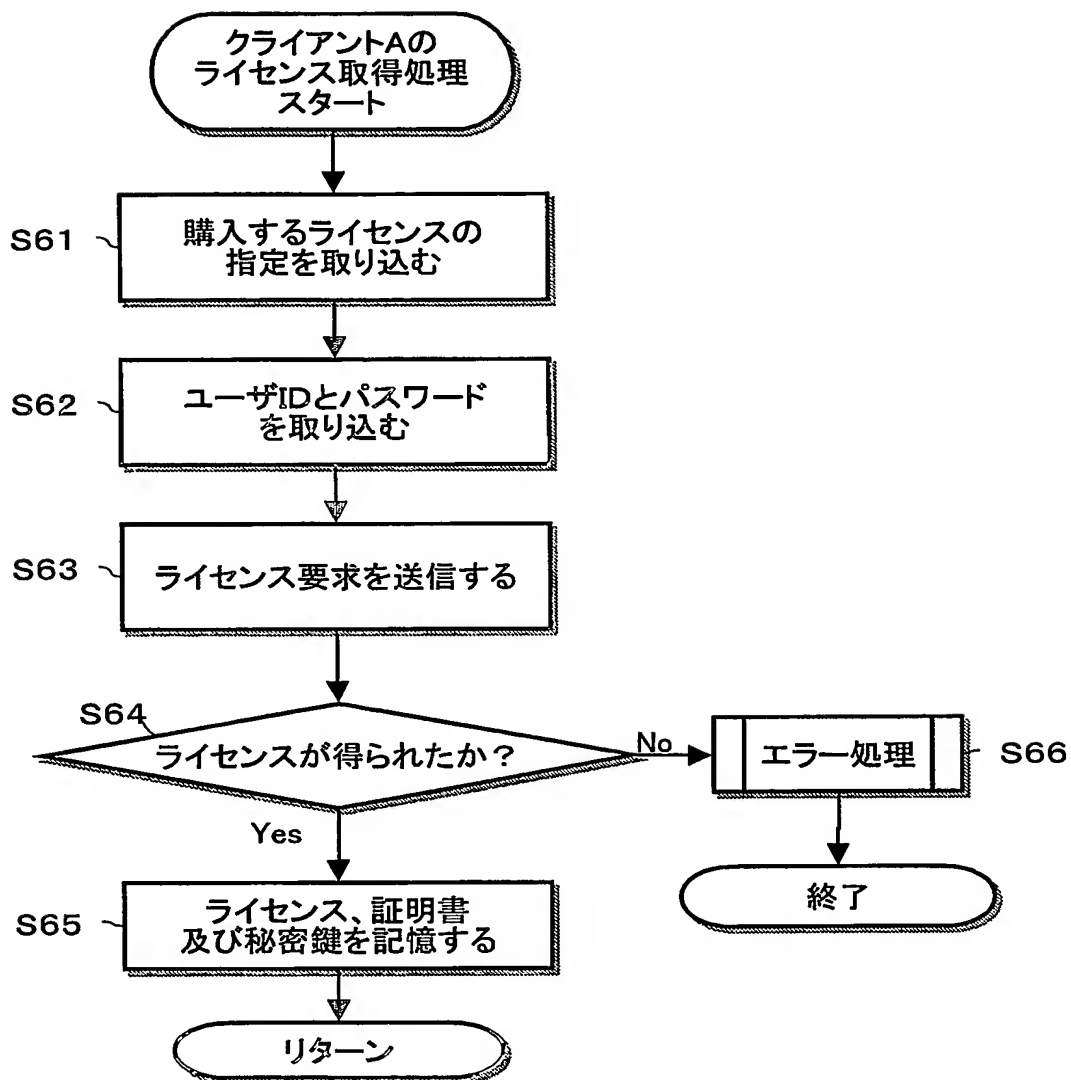 クライアントAの
ライセンス取得処理
スタート
S61
購入するライセンスの
指定を取り込む
S62
ユーザIDとパスワード
を取り込む
S63
ライセンス要求を送信する
S64
ライセンスが得られたか?
No
エラー処理
S66
Yes
終了
S65
ライセンス、証明書
及び秘密鍵を記憶する
リターン